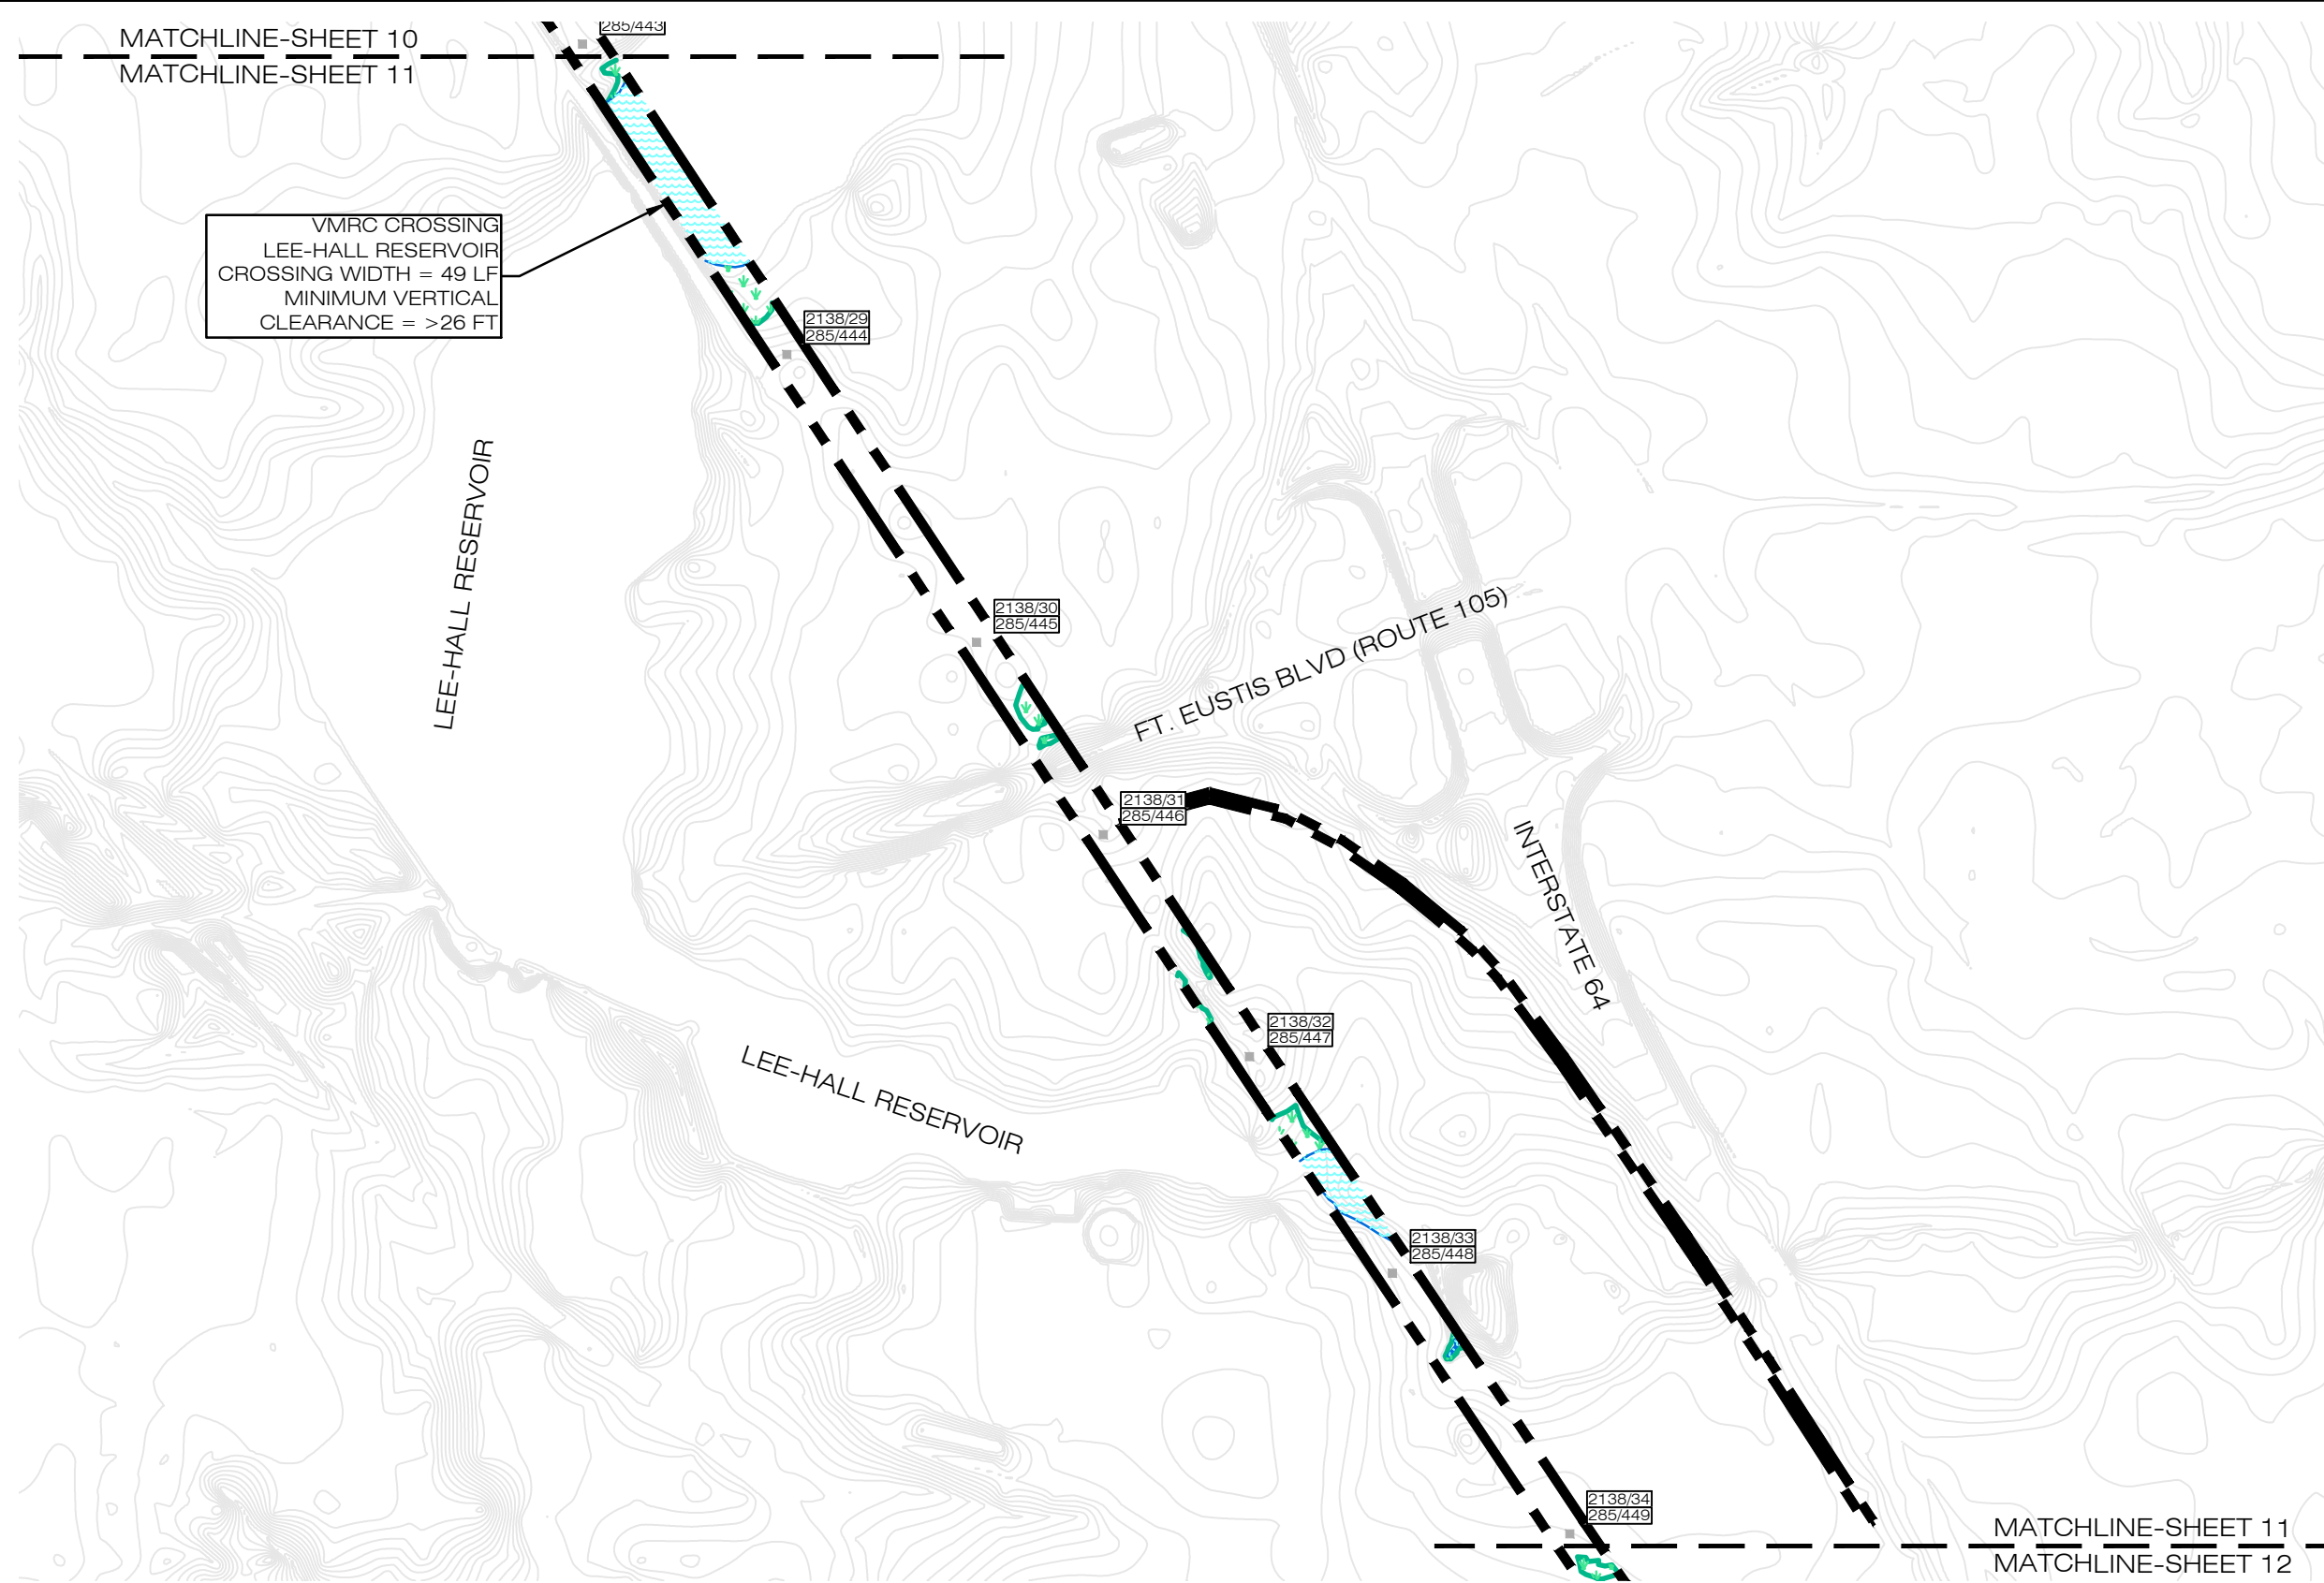 285/443
MATCHLINE-SHEET 10
MATCHLINE-SHEET 11
VMRC CROSSING
LEE-HALL RESERVOIR
CROSSING WIDTH = 49 LF
MINIMUM VERTICAL
CLEARANCE = >26 FT
2138/29
285/444
LEE-HALL RESERVOIR
2138/30
285/445
FT. EUSTIS BLVD (ROUTE 105)
2138/31
285/446
INTERSTATE 64
2138/32
285/447
LEE-HALL RESERVOIR
2138/33
285/448
2138/34
285/449
MATCHLINE-SHEET 11
MATCHLINE-SHEET 12